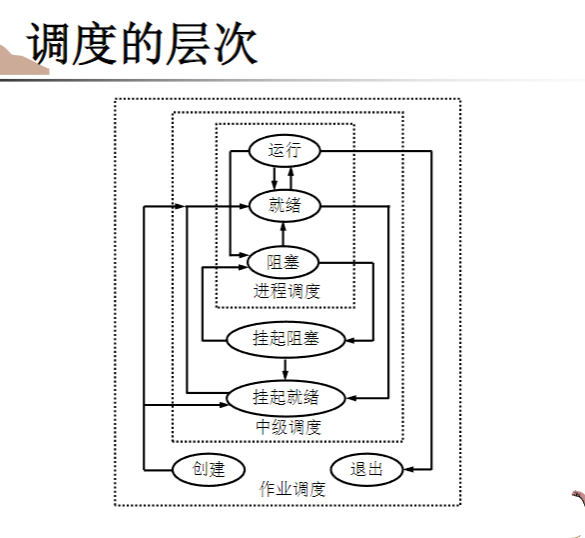 调度的层次
运行
就绪
阻塞
进程调度
挂起阻塞
挂起就绪
中级调度
创建
退出
作业调度